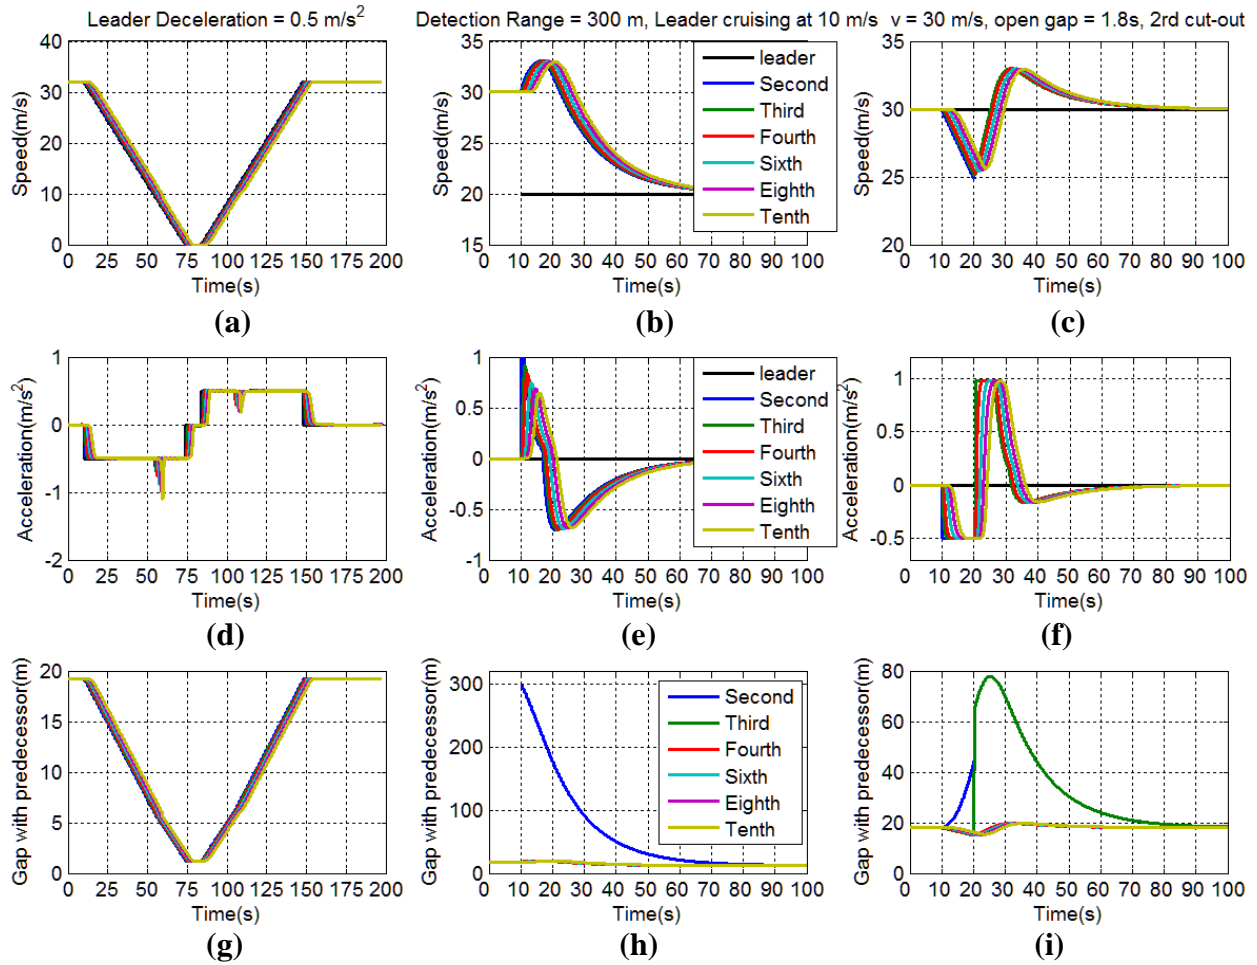 Leader Deceleration = 0.5 m/s²
Detection Range = 300 m, Leader cruising at 10 m/s
v = 30 m/s, open gap = 1.8s, 2rd cut-out
Speed(m/s)
40
30
20
10
0
0 25 50 75 100 125 150 175 200
Time(s)
(a)
Speed(m/s)
35
30
25
20
15
0 10 20 30 40 50 60 70 80 90 100
Time(s)
leader
Second
Third
Fourth
Sixth
Eighth
Tenth
(b)
Speed(m/s)
35
30
25
20
0 10 20 30 40 50 60 70 80 90 100
Time(s)
(c)
Acceleration(m/s²)
1
0
-1
-2
0 25 50 75 100 125 150 175 200
Time(s)
(d)
Acceleration(m/s²)
1
0.5
0
-0.5
-1
0 10 20 30 40 50 60 70 80 90 100
Time(s)
leader
Second
Third
Fourth
Sixth
Eighth
Tenth
(e)
Acceleration(m/s²)
1
0.5
0
-0.5
0 10 20 30 40 50 60 70 80 90 100
Time(s)
(f)
Gap with predecessor(m)
20
15
10
5
0
0 25 50 75 100 125 150 175 200
Time(s)
(g)
Gap with predecessor(m)
300
200
100
0
0 10 20 30 40 50 60 70 80 90 100
Time(s)
Second
Third
Fourth
Sixth
Eighth
Tenth
(h)
Gap with predecessor(m)
80
60
40
20
0
0 10 20 30 40 50 60 70 80 90 100
Time(s)
(i)